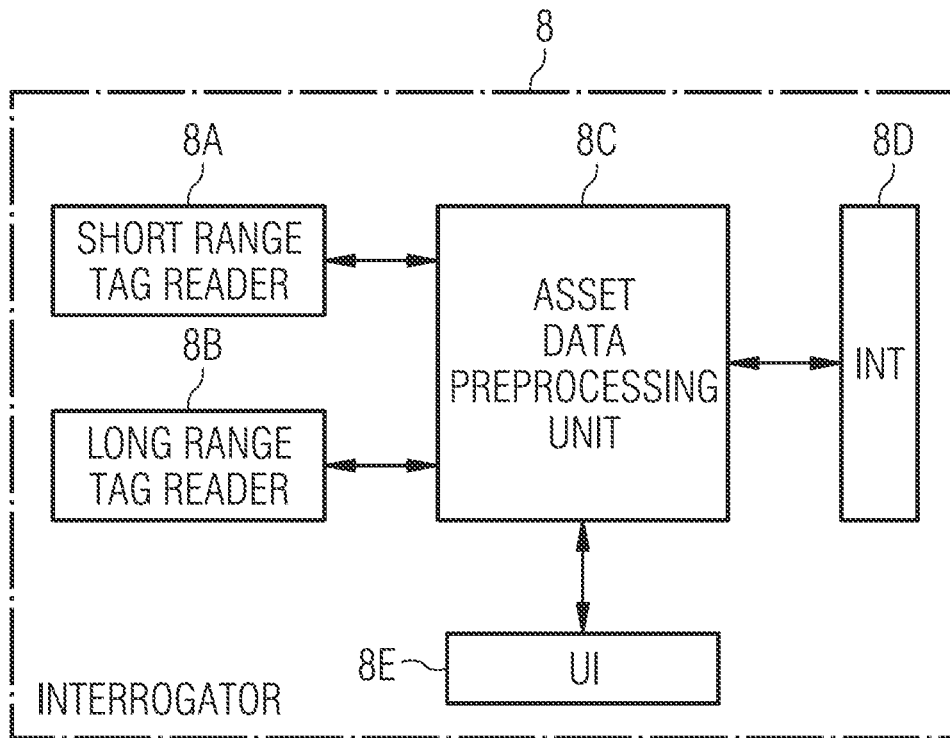 8
8A
8C
8D
SHORT RANGE
TAG READER
8B
LONG RANGE
TAG READER
ASSET
DATA
PREPROCESSING
UNIT
INT
8E
UI
INTERROGATOR